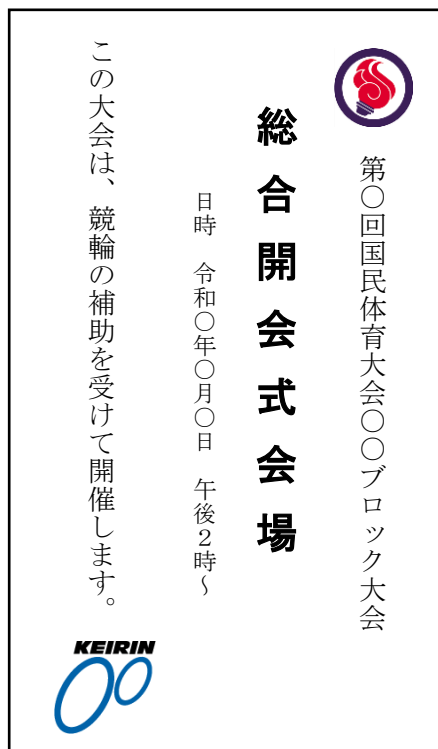 第〇回国民体育大会〇〇ブロック大会
総合開会式会場
日時　令和〇年〇月〇日　午後２時～
この大会は、競輪の補助を受けて開催します。
KEIRIN